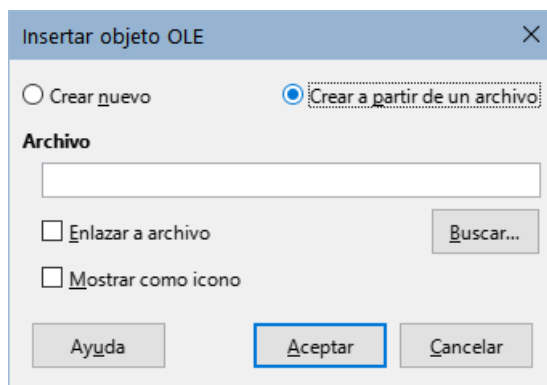 Insertar objeto OLE
Crear nuevo
Crear a partir de un archivo
Archivo
Enlazar a archivo
Buscar...
Mostrar como icono
Ayuda
Aceptar
Cancelar